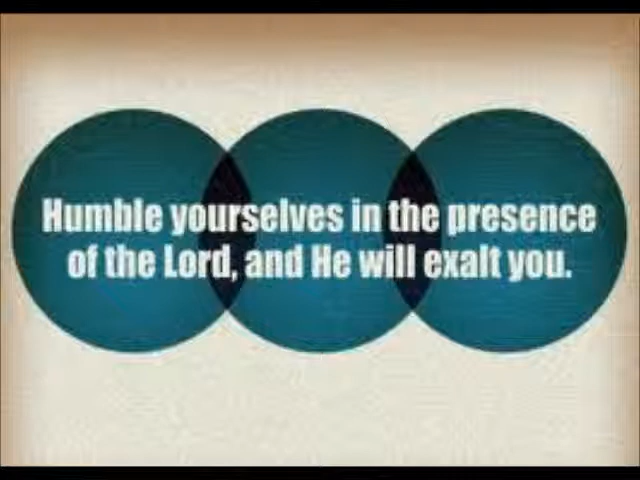 Humble yourselves in the presence
of the Lord, and He will exalt you.